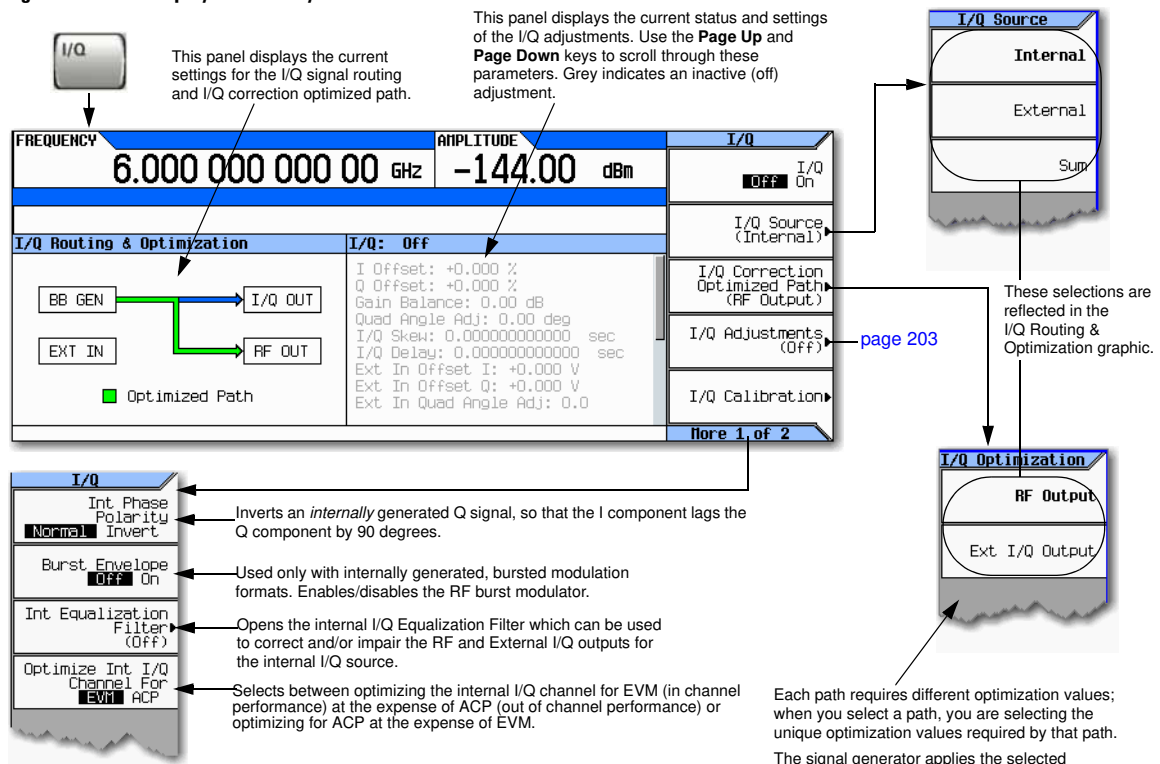 This panel displays the current status and settings
of the I/Q adjustments. Use the Page Up and
Page Down keys to scroll through these
parameters. Grey indicates an inactive (off)
adjustment.
I/Q
This panel displays the current
settings for the I/Q signal routing
and I/Q correction optimized path.
I/Q Source
Internal
External
Sum
FREQUENCY
6.000 000 000 00 GHz
AMPLITUDE
-144.00 dBm
I/Q Routing & Optimization
BB GEN
I/Q OUT
EXT IN
RF OUT
Optimized Path
I/Q: Off
I Offset: +0.000 %
Q Offset: +0.000 %
Gain Balance: 0.00 dB
Quad Angle Adj: 0.00 deg
I/Q Skew: 0.000000000000 sec
I/Q Delay: 0.000000000000 sec
Ext In Offset I: +0.000 V
Ext In Offset Q: +0.000 V
Ext In Quad Angle Adj: 0.0
I/Q
I/Q
Off On
I/Q Source
(Internal)
I/Q Correction
Optimized Path
(RF Output)
I/Q Adjustments
(Off)
I/Q Calibration
More 1 of 2
page 203
These selections are
reflected in the
I/Q Routing &
Optimization graphic.
I/Q Optimization
RF Output
Ext I/Q Output
I/Q
Int Phase
Polarity
Normal Invert
Inverts an internally generated Q signal, so that the I component lags the
Q component by 90 degrees.
Burst Envelope
Off On
Used only with internally generated, bursted modulation
formats. Enables/disables the RF burst modulator.
Int Equalization
Filter
(Off)
Opens the internal I/Q Equalization Filter which can be used
to correct and/or impair the RF and External I/Q outputs for
the internal I/Q source.
Optimize Int I/Q
Channel For
EVM ACP
Selects between optimizing the internal I/Q channel for EVM (in channel
performance) at the expense of ACP (out of channel performance) or
optimizing for ACP at the expense of EVM.
Each path requires different optimization values;
when you select a path, you are selecting the
unique optimization values required by that path.
The signal generator applies the selected